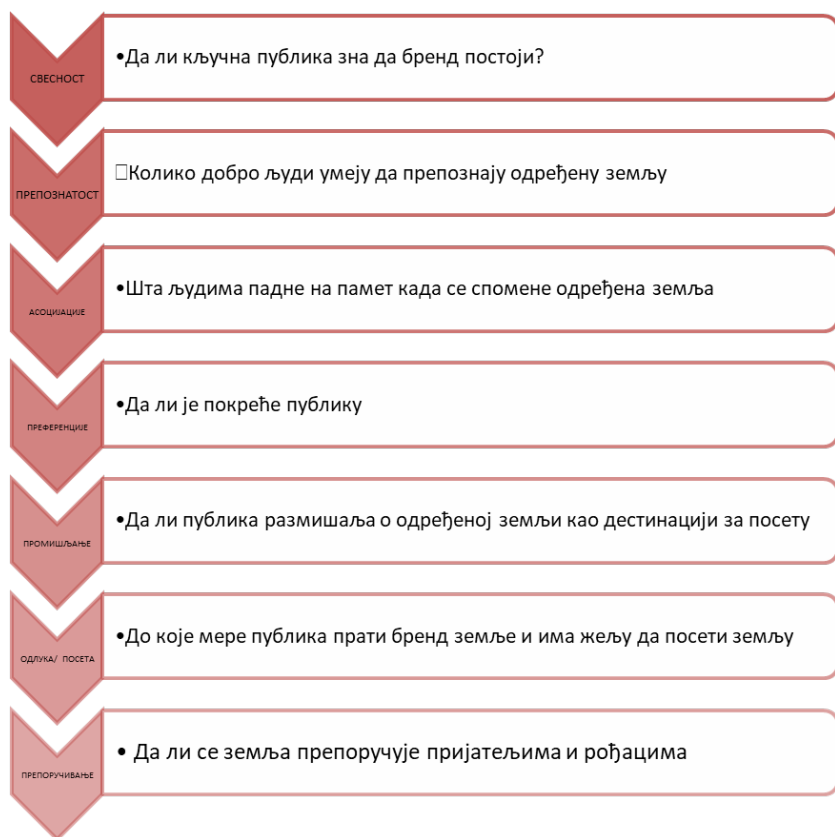 СВЕСНОСТ
•Да ли кључна публика зна да бренд постоји?
ПРЕПОЗНАТОСТ
□Колико добро људи умеју да препознају одређену земљу
АСОЦИЈАЦИЈЕ
•Шта људима падне на памет када се спомене одређена земља
ПРЕФЕРЕНЦИЈЕ
•Да ли је покреће публику
ПРОМИШЉАЊЕ
•Да ли публика размишаља о одређеној земљи као дестинацији за посету
ОДЛУКА/ ПОСЕТА
•До које мере публика прати бренд земље и има жељу да посети земљу
ПРЕПОРУЧИВАЊЕ
• Да ли се земља препоручује пријатељима и рођацима